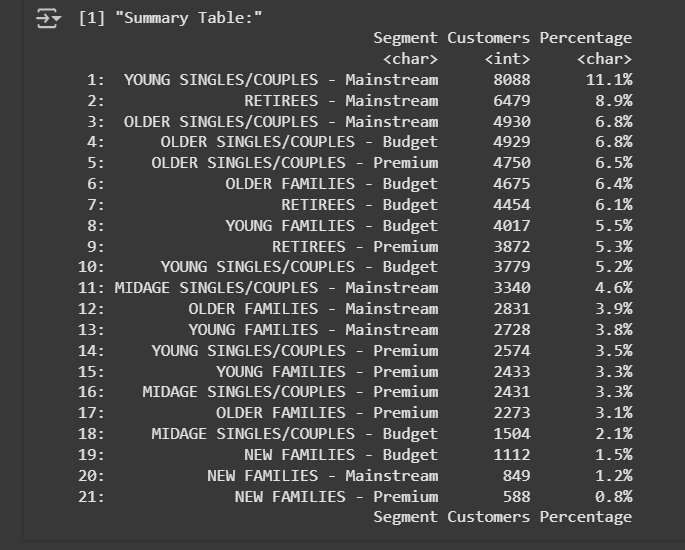 [1] "Summary Table:"
Segment Customers Percentage
<char> <int> <char>
1: YOUNG SINGLES/COUPLES - Mainstream 8088 11.1%
2: RETIREES - Mainstream 6479 8.9%
3: OLDER SINGLES/COUPLES - Mainstream 4930 6.8%
4: OLDER SINGLES/COUPLES - Budget 4929 6.8%
5: OLDER SINGLES/COUPLES - Premium 4750 6.5%
6: OLDER FAMILIES - Budget 4675 6.4%
7: RETIREES - Budget 4454 6.1%
8: YOUNG FAMILIES - Budget 4017 5.5%
9: RETIREES - Premium 3872 5.3%
10: YOUNG SINGLES/COUPLES - Budget 3779 5.2%
11: MIDAGE SINGLES/COUPLES - Mainstream 3340 4.6%
12: OLDER FAMILIES - Mainstream 2831 3.9%
13: YOUNG FAMILIES - Mainstream 2728 3.8%
14: YOUNG SINGLES/COUPLES - Premium 2574 3.5%
15: YOUNG FAMILIES - Premium 2433 3.3%
16: MIDAGE SINGLES/COUPLES - Premium 2431 3.3%
17: OLDER FAMILIES - Premium 2273 3.1%
18: MIDAGE SINGLES/COUPLES - Budget 1504 2.1%
19: NEW FAMILIES - Budget 1112 1.5%
20: NEW FAMILIES - Mainstream 849 1.2%
21: NEW FAMILIES - Premium 588 0.8%
Segment Customers Percentage